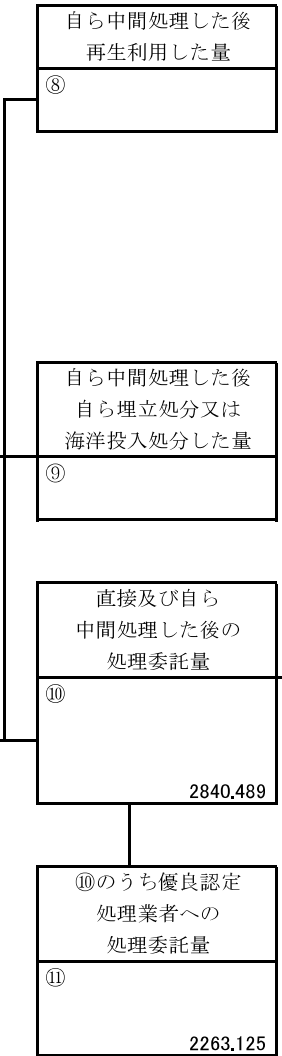 自ら中間処理した後
再生利用した量
⑧
自ら中間処理した後
自ら埋立処分又は
海洋投入処分した量
⑨
直接及び自ら
中間処理した後の
処理委託量
⑩
2840.489
⑩のうち優良認定
処理業者への
処理委託量
⑪
2263.125